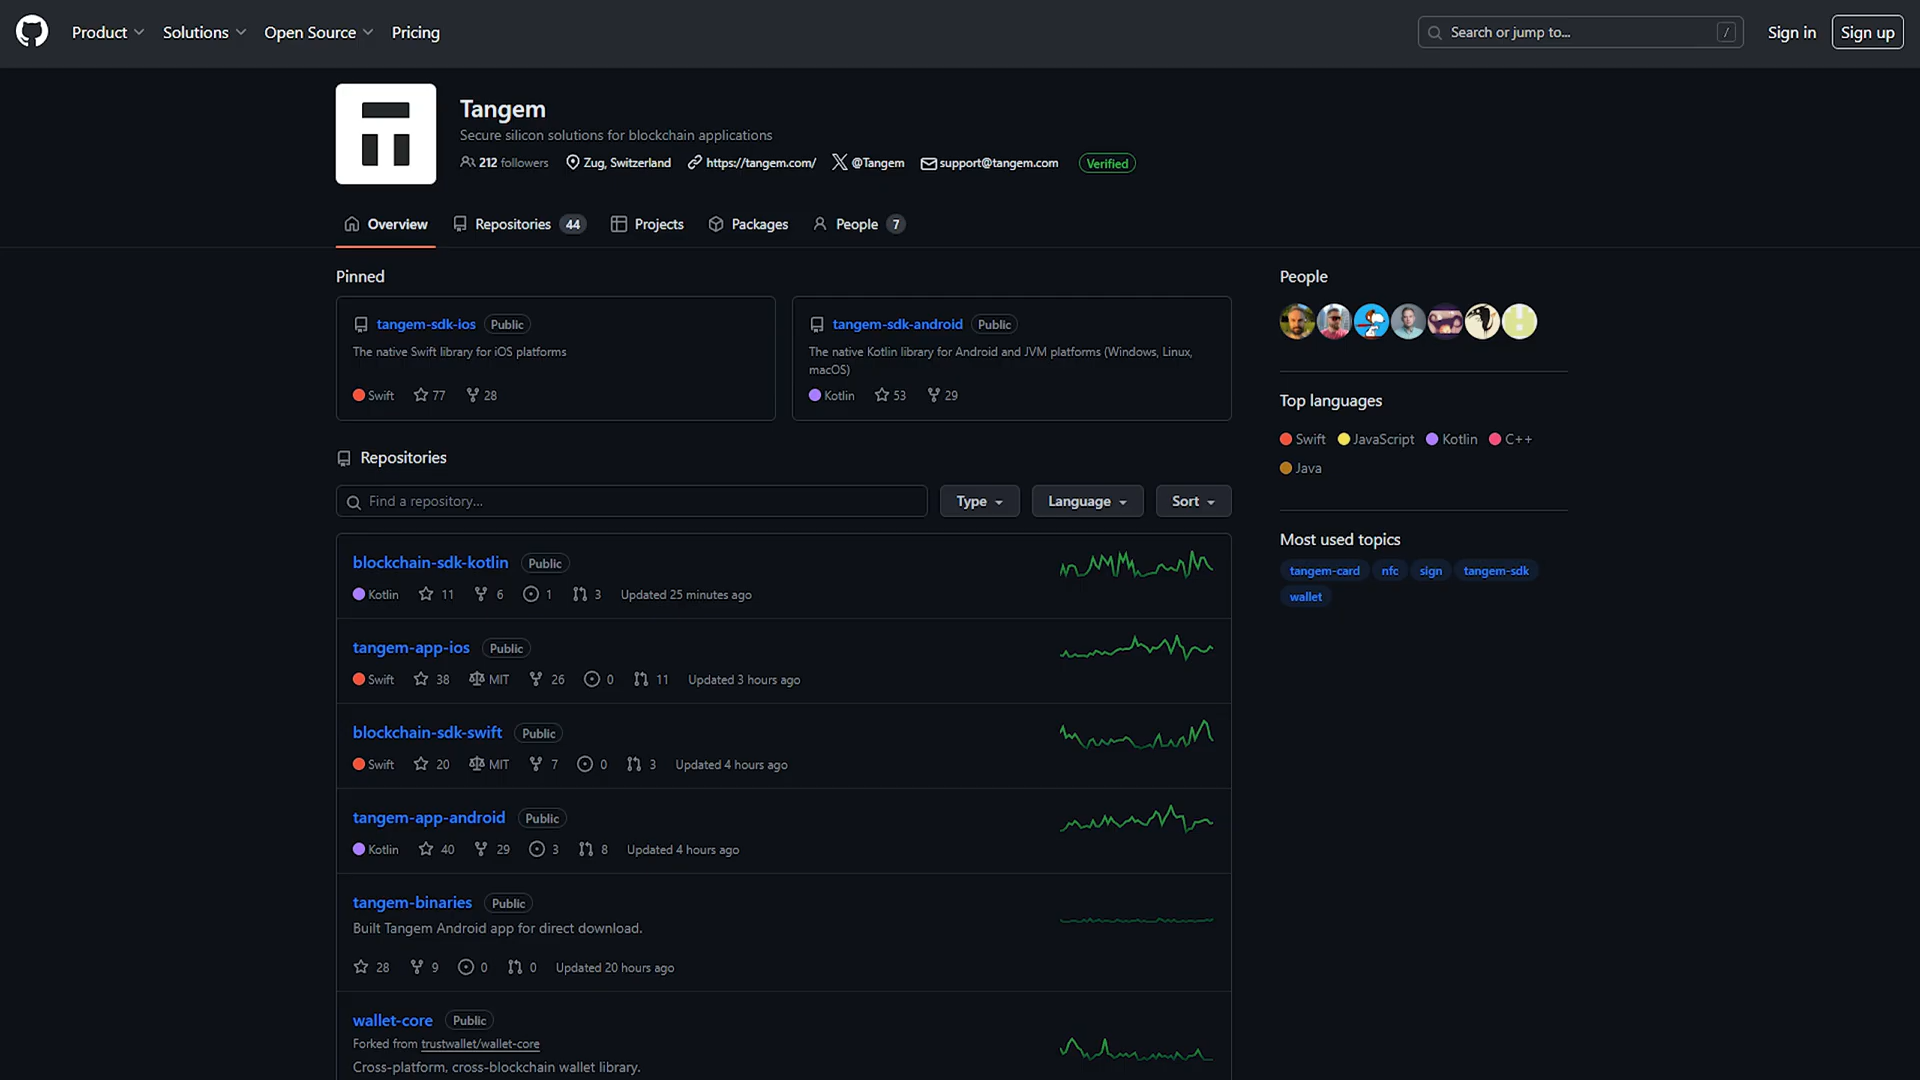 Product
Solutions
Open Source
Pricing
Search or jump to...
/
Sign in
Sign up
Tangem
Secure silicon solutions for blockchain applications
212 followers
Zug, Switzerland
https://tangem.com/
@Tangem
support@tangem.com
Verified
Overview
Repositories 44
Projects
Packages
People 7
Pinned
tangem-sdk-ios Public
The native Swift library for iOS platforms
Swift 77 28
tangem-sdk-android Public
The native Kotlin library for Android and JVM platforms (Windows, Linux,
macOS)
Kotlin 53 29
Repositories
Find a repository...
Type
Language
Sort
blockchain-sdk-kotlin Public
Kotlin 11 6 1 3 Updated 25 minutes ago
tangem-app-ios Public
Swift 38 MIT 26 0 11 Updated 3 hours ago
blockchain-sdk-swift Public
Swift 20 MIT 7 0 3 Updated 4 hours ago
tangem-app-android Public
Kotlin 40 29 3 8 Updated 4 hours ago
tangem-binaries Public
Built Tangem Android app for direct download.
28 9 0 0 Updated 20 hours ago
wallet-core Public
Forked from trustwallet/wallet-core
Cross-platform, cross-blockchain wallet library.
People
Top languages
Swift JavaScript Kotlin C++
Java
Most used topics
tangem-card nfc sign tangem-sdk
wallet